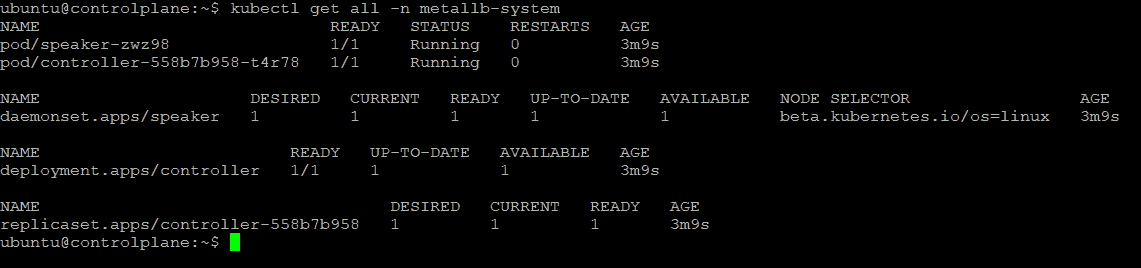 ubuntu@controlplane:~$ kubectl get all -n metallb-system
NAME READY STATUS RESTARTS AGE
pod/speaker-zwz98 1/1 Running 0 3m9s
pod/controller-558b7b958-t4r78 1/1 Running 0 3m9s
NAME DESIRED CURRENT READY UP-TO-DATE AVAILABLE NODE SELECTOR AGE
daemonset.apps/speaker 1 1 1 1 1 beta.kubernetes.io/os=linux 3m9s
NAME READY UP-TO-DATE AVAILABLE AGE
deployment.apps/controller 1/1 1 1 3m9s
NAME DESIRED CURRENT READY AGE
replicaset.apps/controller-558b7b958 1 1 1 3m9s
ubuntu@controlplane:~$